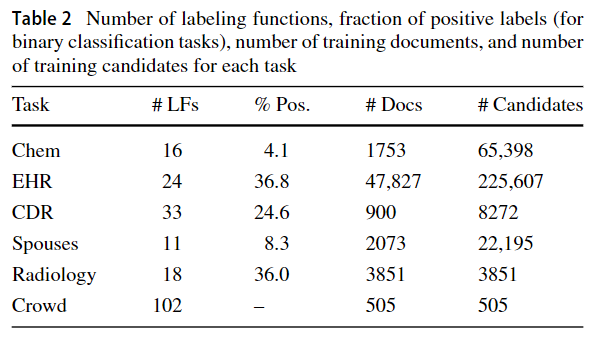 Table 2 Number of labeling functions, fraction of positive labels (for
binary classification tasks), number of training documents, and number
of training candidates for each task
Task # LFs % Pos. # Docs # Candidates
Chem 16 4.1 1753 65,398
EHR 24 36.8 47,827 225,607
CDR 33 24.6 900 8272
Spouses 11 8.3 2073 22,195
Radiology 18 36.0 3851 3851
Crowd 102 – 505 505